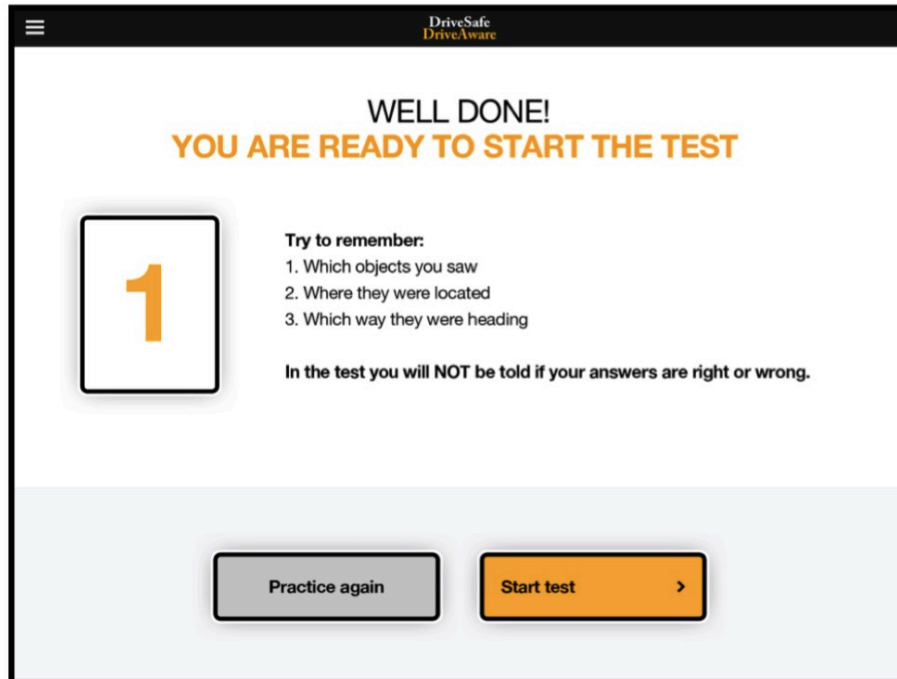 DriveSafe
DriveAware
WELL DONE!
YOU ARE READY TO START THE TEST
1
Try to remember:
1. Which objects you saw
2. Where they were located
3. Which way they were heading
In the test you will NOT be told if your answers are right or wrong.
Practice again
Start test